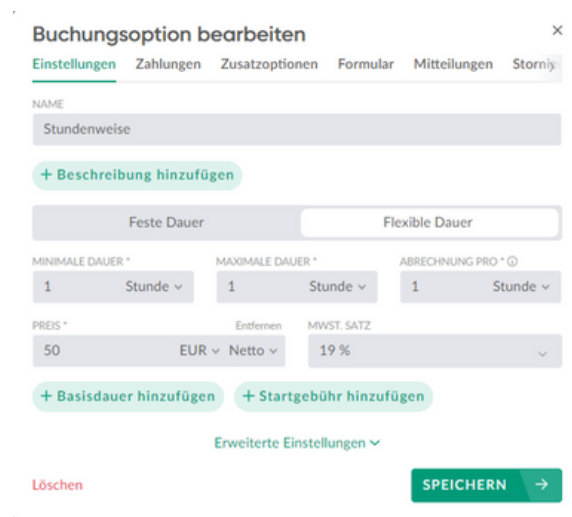 Buchungsoption bearbeiten
Einstellungen Zahlungen Zusatzoptionen Formular Mitteilungen
NAME
Stundenweise
+ Beschreibung hinzufügen
Feste Dauer Flexible Dauer
MINIMALE DAUER * MAXIMALE DAUER * ABRECHNUNG PRO *
1 Stunde 1 Stunde 1 Stunde
PREIS * Entfernen MWST. SATZ
50 EUR Netto 19 %
+ Basisdauer hinzufügen + Startgebühr hinzufügen
Erweiterte Einstellungen
Löschen SPEICHERN →